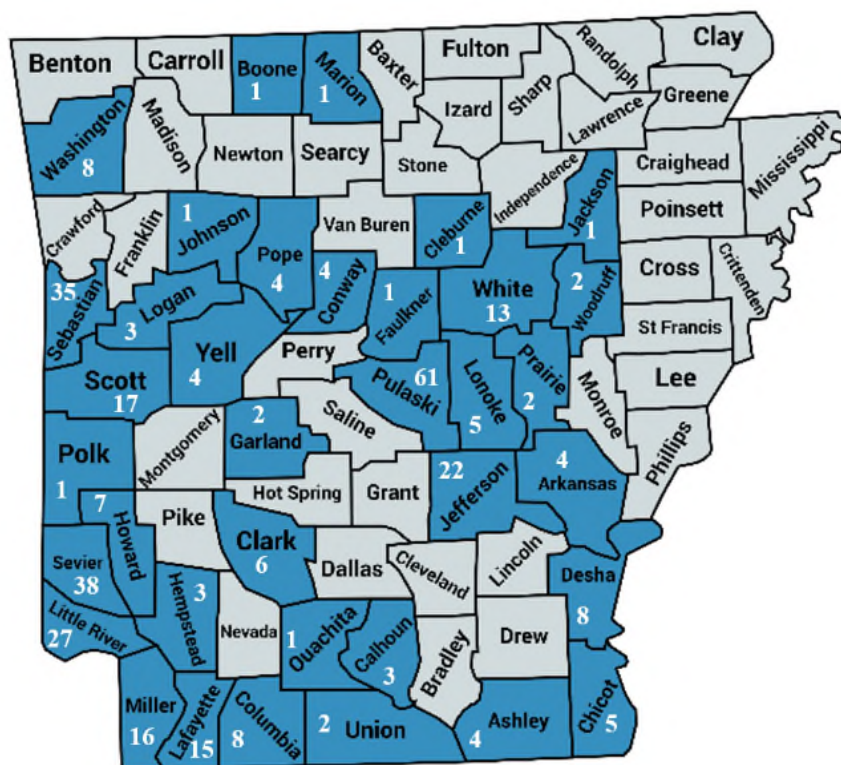 Benton
Carroll
Boone
1
Marion
1
Baxter
Fulton
Randolph
Clay
Sharp
Izard
Lawrence
Greene
Washington
8
Madison
Newton
Searcy
Stone
Independence
Craighead
Mississippi
Crawford
Franklin
1
Johnson
Pope
4
Van Buren
Cleburne
1
Jackson
1
Poinsett
4
Conway
35
Sebastian
3
Logan
Yell
4
1
Faulkner
White
13
2
Woodruff
Cross
Crittenden
St Francis
Perry
Scott
17
61
Pulaski
Lonoke
5
Prairie
2
Monroe
Lee
Phillips
Montgomery
2
Garland
Saline
Polk
1
22
Jefferson
4
Arkansas
Hot Spring
Grant
7
Howard
Pike
Clark
6
Dallas
Cleveland
Lincoln
Desha
8
Sevier
38
3
Hempstead
Little River
27
Nevada
1
Ouachita
Calhoun
3
Bradley
Drew
Miller
16
Lafayette
15
Columbia
8
2
Union
Ashley
4
Chicot
5